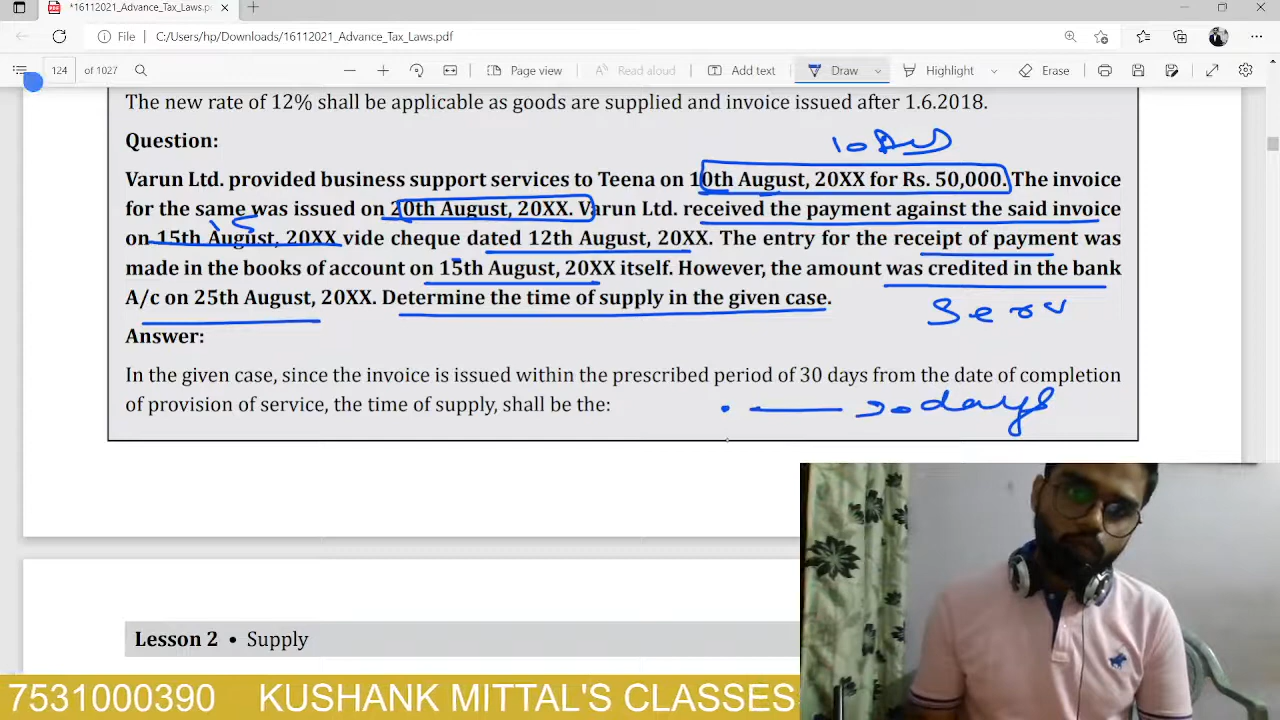 *16112021_Advance_Tax_Laws.p
File C:/Users/hp/Downloads/16112021_Advance_Tax_Laws.pdf
124 of 1027 Page view Read aloud Add text Draw Highlight Erase
The new rate of 12% shall be applicable as goods are supplied and invoice issued after 1.6.2018.
Question:
Varun Ltd. provided business support services to Teena on 10th August, 20XX for Rs. 50,000. The invoice
for the same was issued on 20th August, 20XX. Varun Ltd. received the payment against the said invoice
15
on 15th August, 20XX vide cheque dated 12th August, 20XX. The entry for the receipt of payment was
made in the books of account on 15th August, 20XX itself. However, the amount was credited in the bank
A/c on 25th August, 20XX. Determine the time of supply in the given case.
Serv
Answer:
In the given case, since the invoice is issued within the prescribed period of 30 days from the date of completion
of provision of service, the time of supply, shall be the:
days
Lesson 2 • Supply
7531000390 KUSHANK MITTAL'S CLASSES